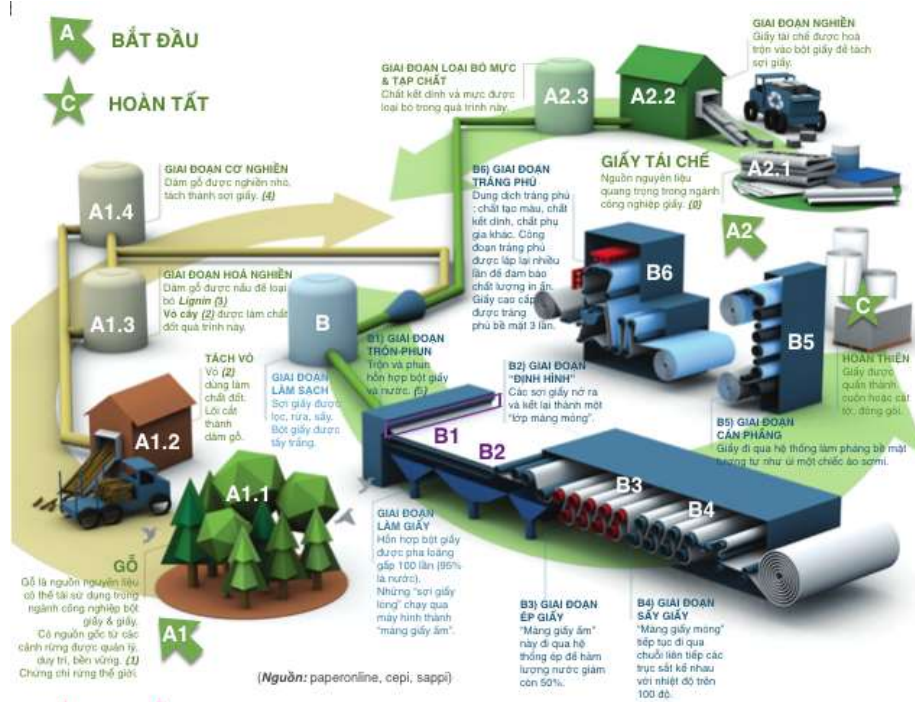 A BẮT ĐẦU
C HOÀN TẤT
GIAI ĐOẠN NGHIỀN
Giấy tái chế được hoà
trộn vào bột giấy để tách
sợi giấy.
GIAI ĐOẠN LOẠI BỎ MỰC
& TẠP CHẤT
Chất kết dính và mực được
loại bỏ trong quá trình này.
A2.3
A2.2
GIẤY TÁI CHẾ
Nguồn nguyên liệu
quang trọng trong ngành
công nghiệp giấy. (0)
A2.1
A2
GIAI ĐOẠN CƠ NGHIỀN
Dăm gỗ được nghiền nhỏ,
tách thành sợi giấy. (4)
A1.4
GIAI ĐOẠN HOÁ NGHIỀN
Dăm gỗ được nấu để loại
bỏ Lignin (3)
Vỏ cây (2) được làm chất
đốt quá trình này.
A1.3
TÁCH VỎ
Vỏ (2)
dùng làm
chất đốt.
Lõi cắt
thành
dăm gỗ.
A1.2
A1.1
GỖ
Gỗ là nguồn nguyên liệu
có thể tái sử dụng trong
ngành công nghiệp bột
giấy & giấy.
Có nguồn gốc từ các
cánh rừng được quản lý,
duy trì, bền vững. (1)
Chứng chỉ rừng thế giới.
A1
B
GIAI ĐOẠN
LÀM SẠCH
Sợi giấy được
lọc, rửa, sấy.
Bột giấy được
tẩy trắng.
B1) GIAI ĐOẠN
TRỘN-PHUN
Trộn và phun
hỗn hợp bột giấy
và nước. (5)
B2) GIAI ĐOẠN
"ĐỊNH HÌNH"
Các sợi giấy nở ra
và kết lại thành một
"lớp màng mỏng".
B1
B2
GIAI ĐOẠN
LÀM GIẤY
Hỗn hợp bột giấy
được pha loãng
gấp 100 lần (95%
là nước).
Những "sợi giấy
lỏng" chạy qua
máy hình thành
"màng giấy ẩm".
B3
B4
B3) GIAI ĐOẠN
ÉP GIẤY
"Màng giấy ẩm"
này đi qua hệ
thống ép để hàm
lượng nước giảm
còn 50%.
B4) GIAI ĐOẠN
SẤY GIẤY
"Màng giấy mỏng"
tiếp tục đi qua
chuỗi liên tiếp các
trục sắt kế nhau
với nhiệt độ trên
100 độ.
B5
B5) GIAI ĐOẠN
CÁN PHẲNG
Giấy đi qua hệ thống làm phẳng bề mặt
tương tự như ủi một chiếc áo sơmi.
B6) GIAI ĐOẠN
TRÁNG PHỦ
Dung dịch tráng phủ
: chất tạo màu, chất
kết dính, chất phụ
gia khác. Công
đoạn tráng phủ
được lặp lại nhiều
lần để đảm bảo
chất lượng in ấn.
Giấy cao cấp
được tráng
phủ bề mặt 3 lần.
B6
C
HOÀN THIỆN
Giấy được
quấn thành
cuộn hoặc cắt
tờ, đóng gói.
(Nguồn: paperonline, cepi, sappi)